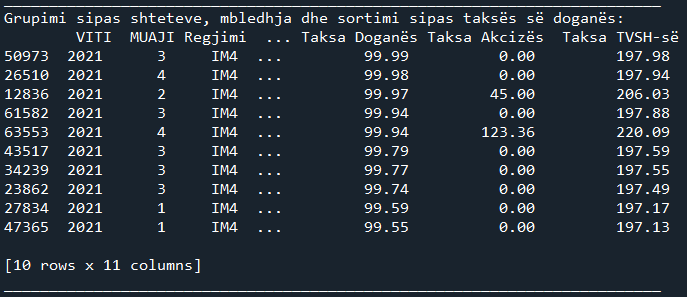 Grupimi sipas shteteve, mbledhja dhe sortimi sipas taksës së doganës:
VITI MUAJI Regjimi ... Taksa Doganës Taksa Akcizës Taksa TVSH-së
50973 2021 3 IM4 ... 99.99 0.00 197.98
26510 2021 4 IM4 ... 99.98 0.00 197.94
12836 2021 2 IM4 ... 99.97 45.00 206.03
61582 2021 3 IM4 ... 99.94 0.00 197.88
63553 2021 4 IM4 ... 99.94 123.36 220.09
43517 2021 3 IM4 ... 99.79 0.00 197.59
34239 2021 3 IM4 ... 99.77 0.00 197.55
23862 2021 3 IM4 ... 99.74 0.00 197.49
27834 2021 1 IM4 ... 99.59 0.00 197.17
47365 2021 1 IM4 ... 99.55 0.00 197.13
[10 rows x 11 columns]